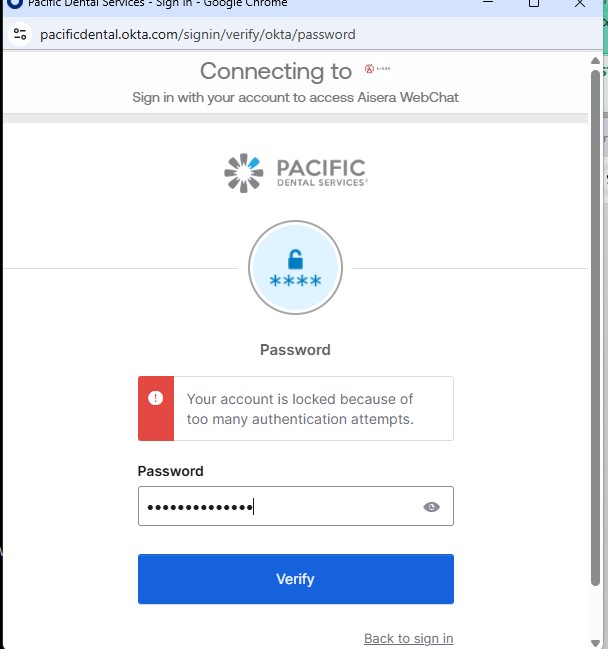 Pacific Dental Services - Sign In - Google Chrome
pacificdental.okta.com/signin/verify/okta/password
Connecting to
Sign in with your account to access Aisera WebChat
PACIFIC
DENTAL SERVICES®
****
Password
Your account is locked because of
too many authentication attempts.
Password
••••••••••••••
Verify
Back to sign in